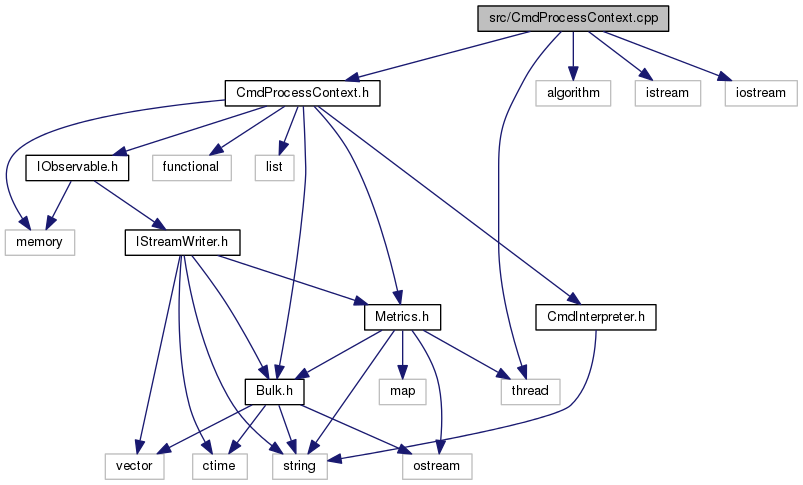 src/CmdProcessContext.cpp
CmdProcessContext.h
algorithm
istream
iostream
IObservable.h
functional
list
memory
IStreamWriter.h
Metrics.h
CmdInterpreter.h
Bulk.h
map
thread
vector
ctime
string
ostream